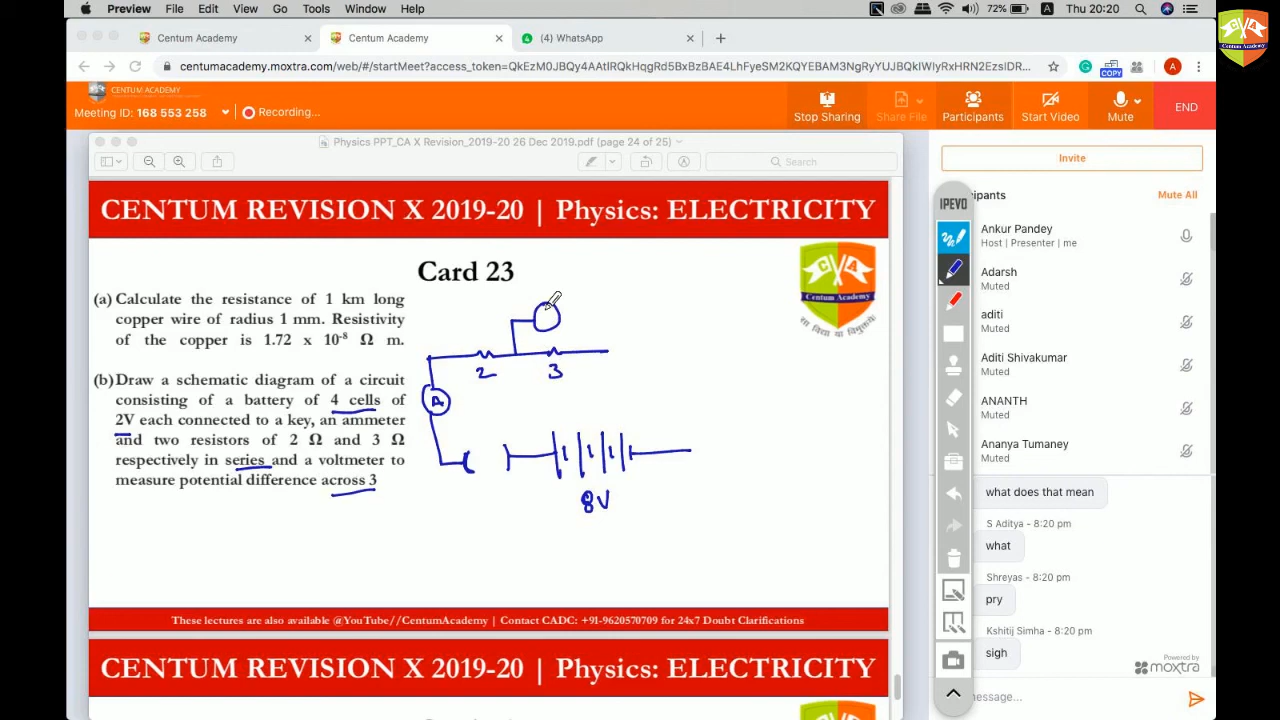 Preview File Edit View Go Tools Window Help 72% A Thu 20:20
Centum Academy × Centum Academy × (4) WhatsApp × +
centumacademy.moxtra.com/web/#/startMeet?access_token=
COPY A
CENTUM ACADEMY
Meeting ID: 168 553 258 Recording...
Stop Sharing Share File Participants Start Video Mute END
Physics PPT_CA X Revision_2019-20 26 Dec 2019.pdf (page 24 of 25)
Search
CENTUM REVISION X 2019-20 | Physics: ELECTRICITY
Card 23
CA
Centum Academy
सा विद्या या विमुक्तये
(a) Calculate the resistance of 1 km long
copper wire of radius 1 mm. Resistivity
of the copper is 1.72 x 10⁻⁸ Ω m.
(b) Draw a schematic diagram of a circuit
consisting of a battery of 4 cells of
2V each connected to a key, an ammeter
and two resistors of 2 Ω and 3 Ω
respectively in series and a voltmeter to
measure potential difference across 3
2 3
A
8V
These lectures are also available @YouTube//CentumAcademy | Contact CADC: +91-9620570709 for 24x7 Doubt Clarifications
CENTUM REVISION X 2019-20 | Physics: ELECTRICITY
Invite
IPEVO
cipants Mute All
Ankur Pandey
Host | Presenter | me
Adarsh
Muted
aditi
Muted
Aditi Shivakumar
Muted
ANANTH
Muted
Ananya Tumaney
Muted
what does that mean
S Aditya - 8:20 pm
what
Shreyas - 8:20 pm
pry
Kshitij Simha - 8:20 pm
sigh
Powered by
moxtra
nessage...
CA
Centum Academy